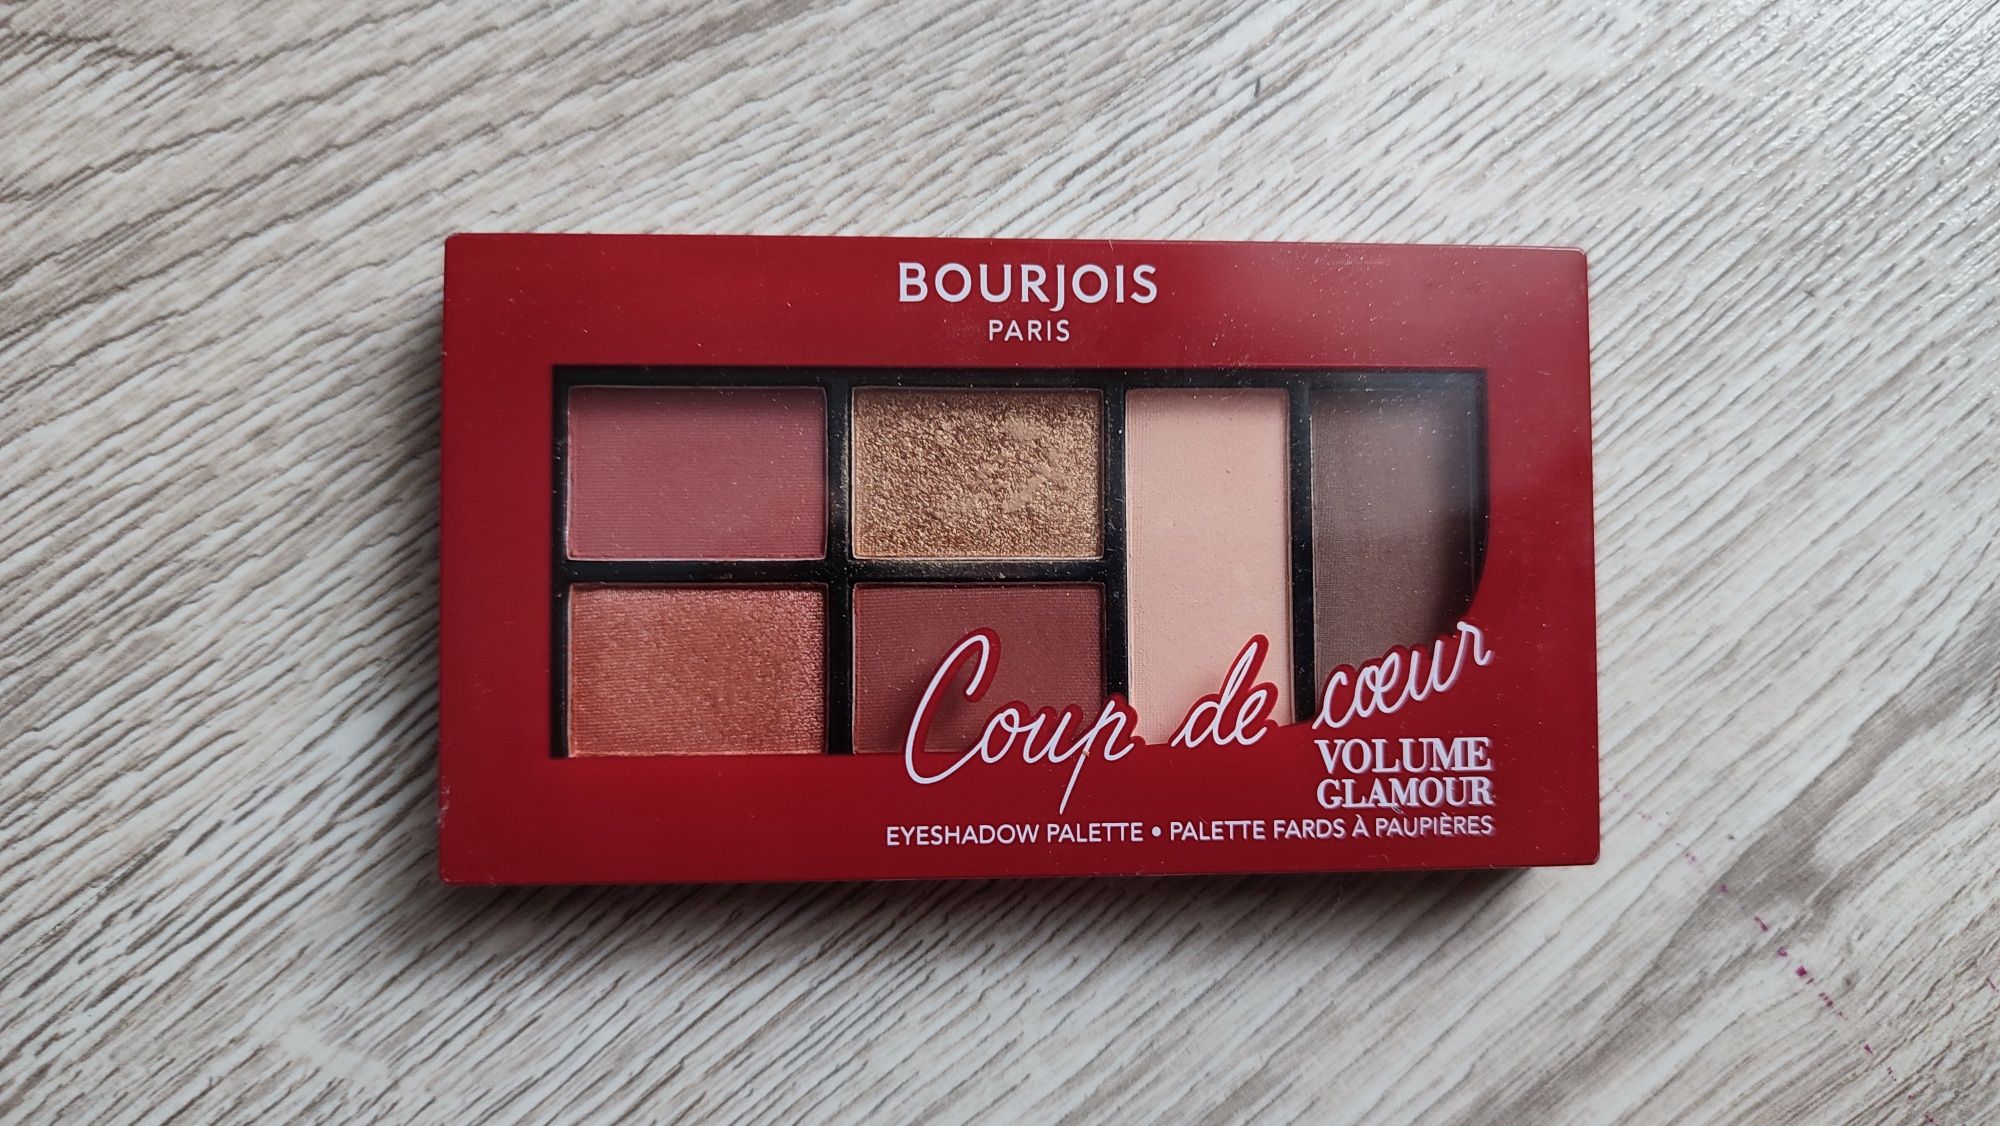 BOURJOIS
PARIS
Coup de cœur
VOLUME
GLAMOUR
EYESHADOW PALETTE • PALETTE FARDS À PAUPIÈRES